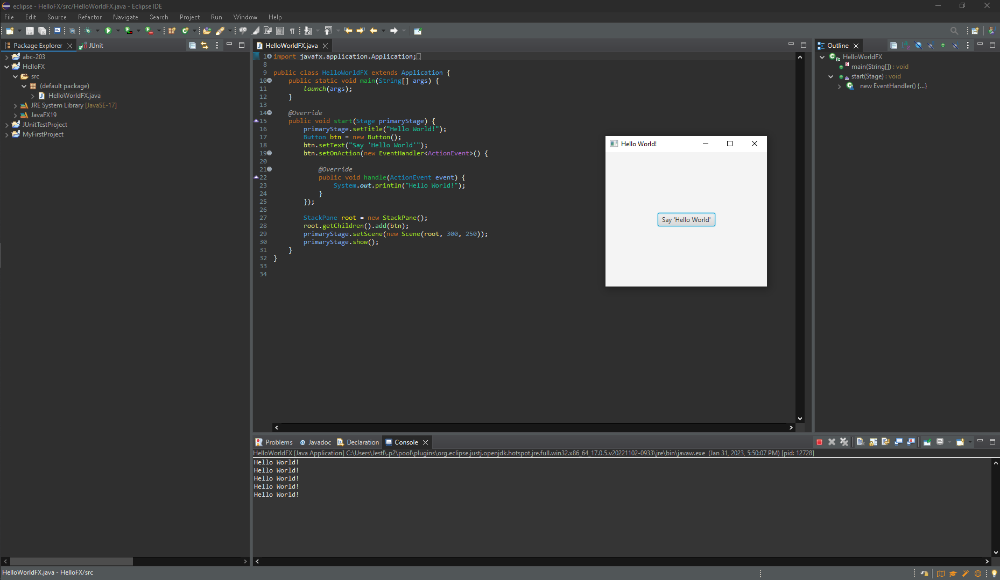 eclipse - HelloFX/src/HelloWorldFX.java - Eclipse IDE
File Edit Source Refactor Navigate Search Project Run Window Help
Package Explorer
JUnit
abc-203
HelloFX
src
(default package)
HelloWorldFX.java
JRE System Library [JavaSE-17]
JavaFX19
JUnitTestProject
MyFirstProject
HelloWorldFX.java
1 import javafx.application.Application;
8
9 public class HelloWorldFX extends Application {
10 public static void main(String[] args) {
11 launch(args);
12 }
13
14 @Override
15 public void start(Stage primaryStage) {
16 primaryStage.setTitle("Hello World!");
17 Button btn = new Button();
18 btn.setText("Say 'Hello World'");
19 btn.setOnAction(new EventHandler<ActionEvent>() {
20
21 @Override
22 public void handle(ActionEvent event) {
23 System.out.println("Hello World!");
24 }
25 });
26
27 StackPane root = new StackPane();
28 root.getChildren().add(btn);
29 primaryStage.setScene(new Scene(root, 300, 250));
30 primaryStage.show();
31 }
32 }
33
34
Hello World!
Say 'Hello World'
Outline
HelloWorldFX
main(String[]) : void
start(Stage) : void
new EventHandler() {...}
Problems Javadoc Declaration Console
HelloWorldFX [Java Application] C:\Users\Jestl\.p2\pool\plugins\org.eclipse.justj.openjdk.hotspot.jre.full.win32.x86_64_17.0.5.v20221102-0933\jre\bin\javaw.exe (Jan 31, 2023, 5:50:07 PM) [pid: 12728]
Hello World!
Hello World!
Hello World!
Hello World!
Hello World!
HelloWorldFX.java - HelloFX/src